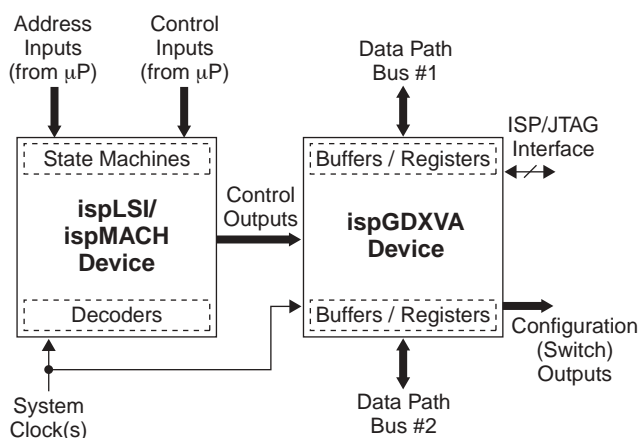 Address
Inputs
(from μP)
Control
Inputs
(from μP)
Data Path
Bus #1
ISP/JTAG
Interface
State Machines
Buffers / Registers
ispLSI/
ispMACH
Device
Control
Outputs
ispGDXVA
Device
Decoders
Buffers / Registers
Configuration
(Switch)
Outputs
System
Clock(s)
Data Path
Bus #2